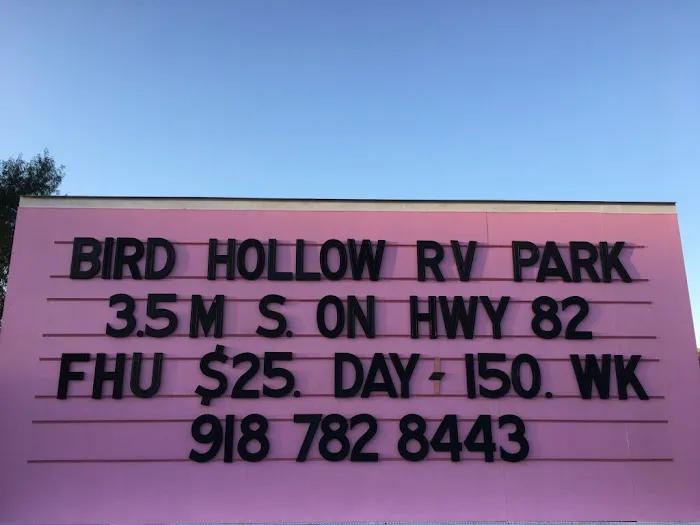 BIRD HOLLOW RV PARK
3.5 M S. ON HWY 82
FHU $25. DAY - 150. WK
918 782 8443